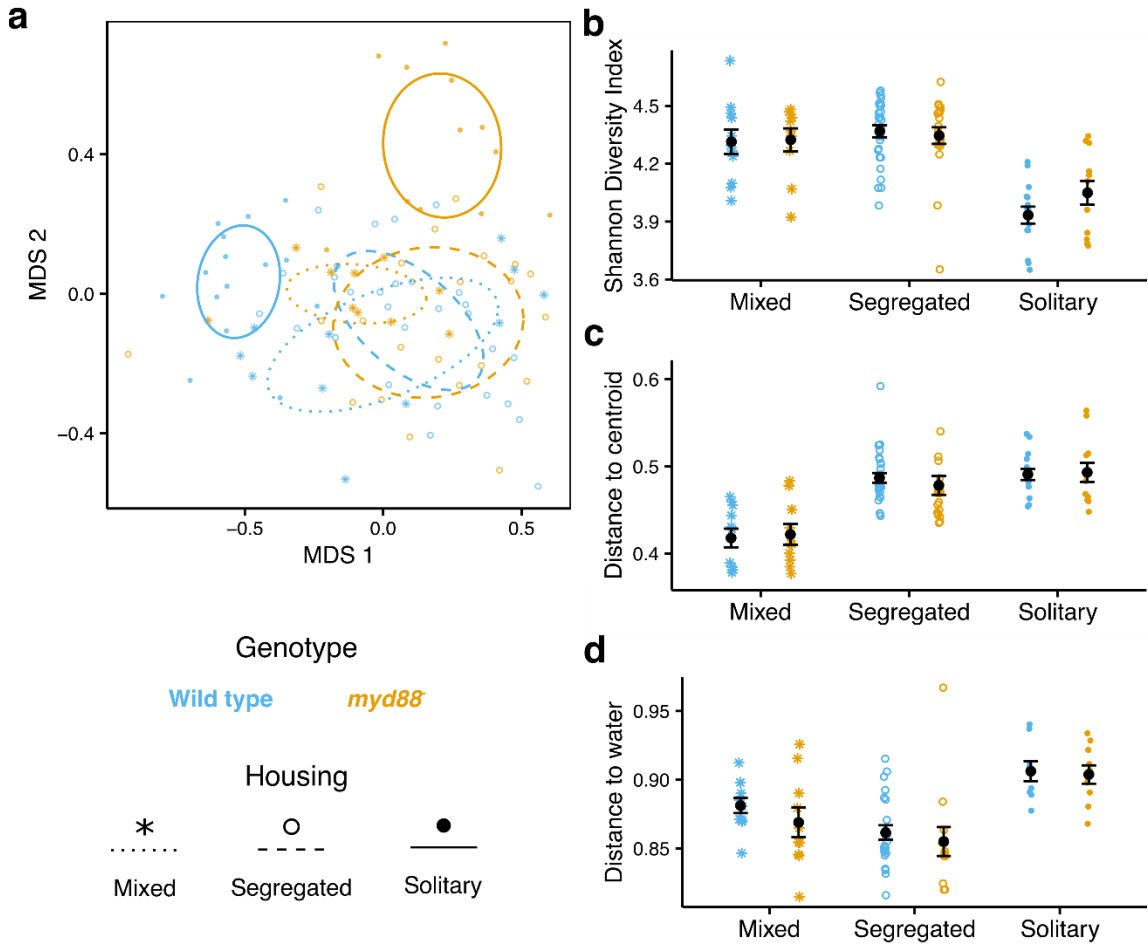 a
MDS 2
0.4
0.0
−0.4
−0.5
0.0
0.5
MDS 1
Genotype
Wild type
myd88-
Housing
Mixed
Segregated
Solitary
b
Shannon Diversity Index
4.5
4.2
3.9
3.6
Mixed
Segregated
Solitary
c
Distance to centroid
0.6
0.5
0.4
Mixed
Segregated
Solitary
d
Distance to water
0.95
0.90
0.85
Mixed
Segregated
Solitary